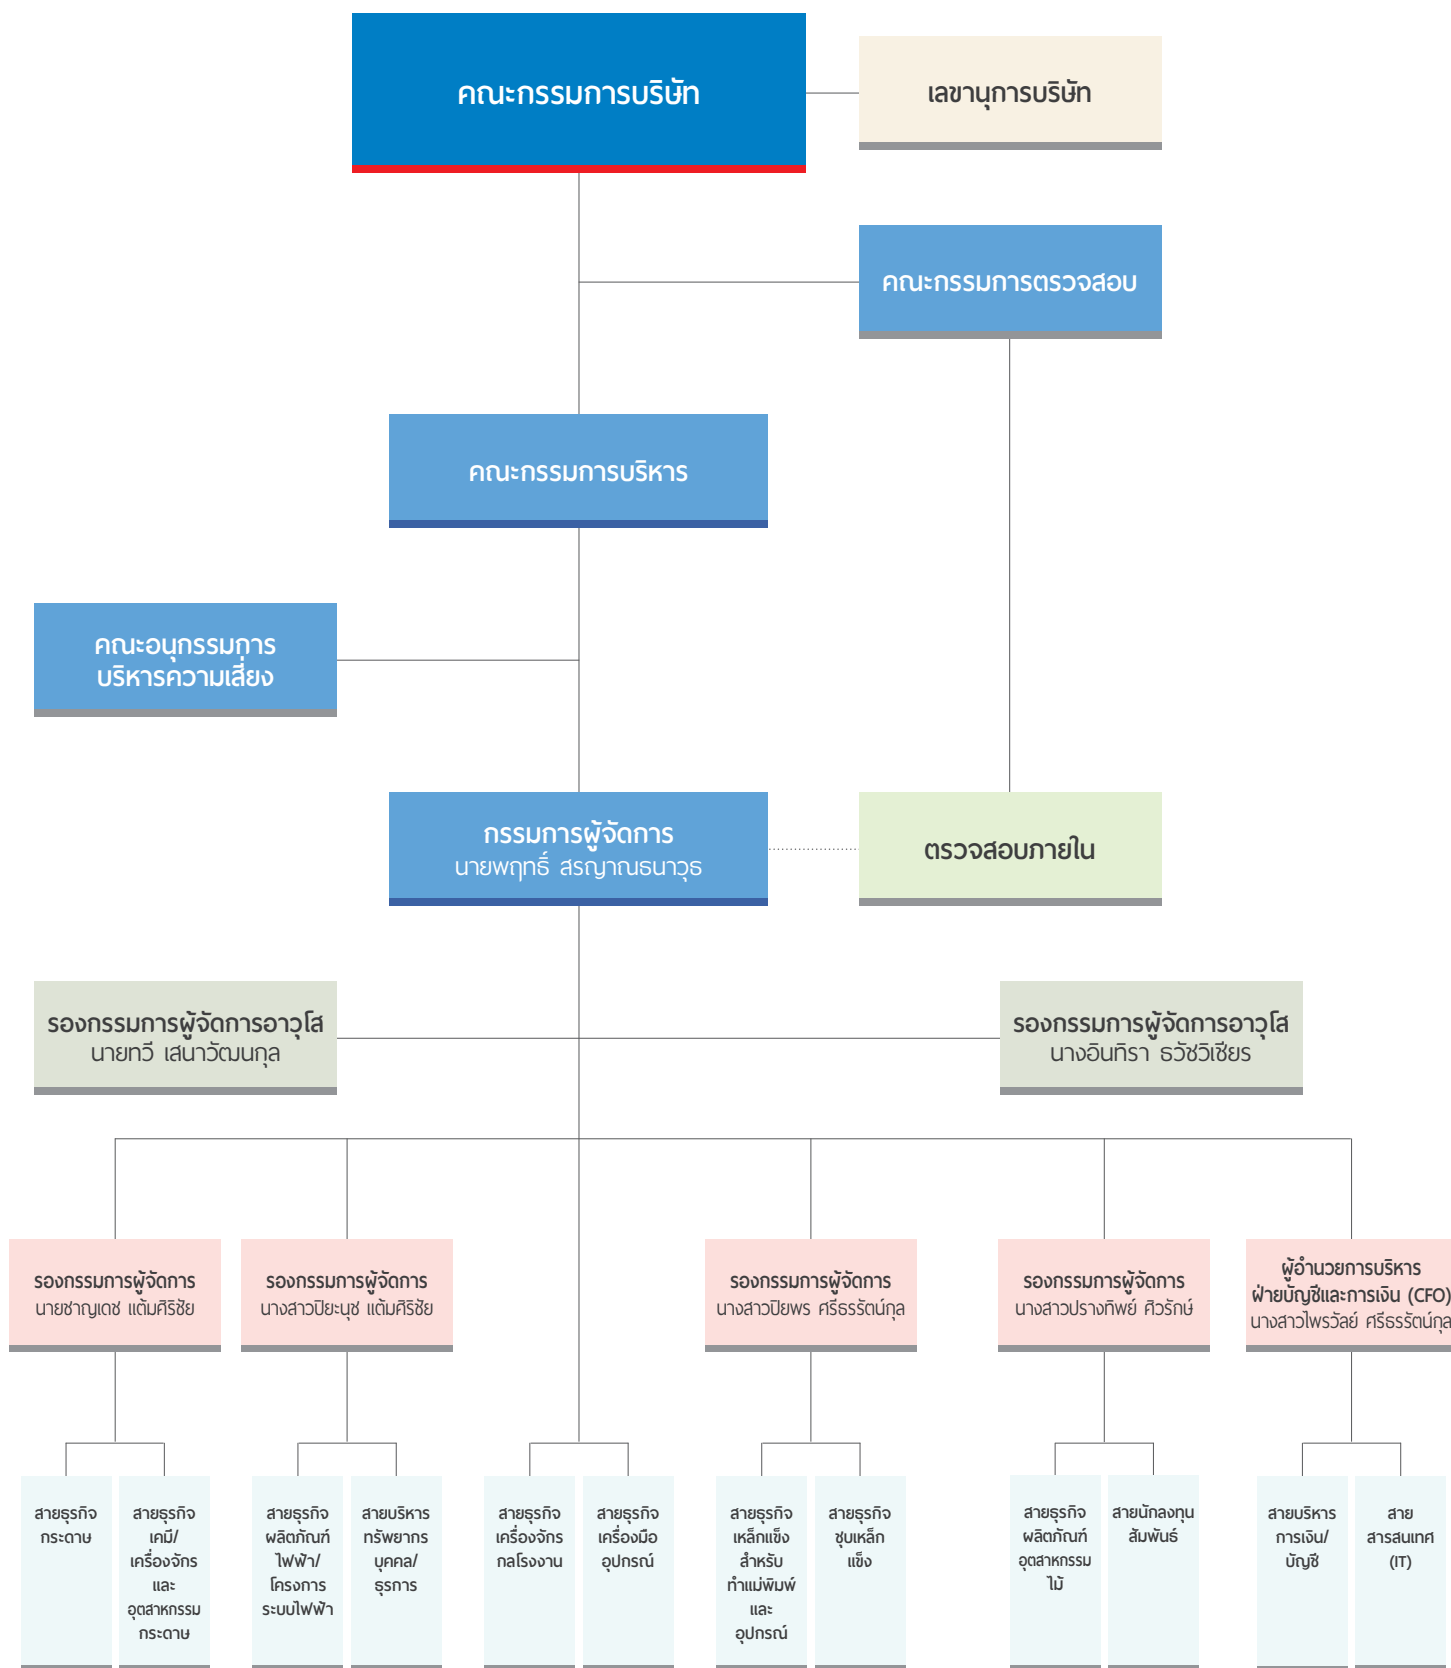 คณะกรรมการบริษัท
เลขานุการบริษัท
คณะกรรมการตรวจสอบ
คณะกรรมการบริหาร
คณะอนุกรรมการ
บริหารความเสี่ยง
กรรมการผู้จัดการ
นายพฤทธิ์ สรญาณธนาวุธ
ตรวจสอบภายใน
รองกรรมการผู้จัดการอาวุโส
นายทวี เสนาวัฒนกุล
รองกรรมการผู้จัดการอาวุโส
นางอินทิรา ธวัชวิเชียร
รองกรรมการผู้จัดการ
นายชาญเดช แต้มศิริชัย
รองกรรมการผู้จัดการ
นางสาวปิยะนุช แต้มศิริชัย
รองกรรมการผู้จัดการ
นางสาวปิยพร ศรีธรรัตน์กุล
รองกรรมการผู้จัดการ
นางสาวปรางทิพย์ ศิวรักษ์
ผู้อำนวยการบริหาร
ฝ่ายบัญชีและการเงิน (CFO)
นางสาวไพรวัลย์ ศรีธรรัตน์กุล
สายธุรกิจ
กระดาษ
สายธุรกิจ
เคมี/
เครื่องจักร
และ
อุตสาหกรรม
กระดาษ
สายธุรกิจ
ผลิตภัณฑ์
ไฟฟ้า/
โครงการ
ระบบไฟฟ้า
สายบริหาร
ทรัพยากร
บุคคล/
ธุรการ
สายธุรกิจ
เครื่องจักร
กลโรงงาน
สายธุรกิจ
เครื่องมือ
อุปกรณ์
สายธุรกิจ
เหล็กแข็ง
สำหรับ
ทำแม่พิมพ์
และ
อุปกรณ์
สายธุรกิจ
ชุบเหล็ก
แข็ง
สายธุรกิจ
ผลิตภัณฑ์
อุตสาหกรรม
ไม้
สายนักลงทุน
สัมพันธ์
สายบริหาร
การเงิน/
บัญชี
สาย
สารสนเทศ
(IT)